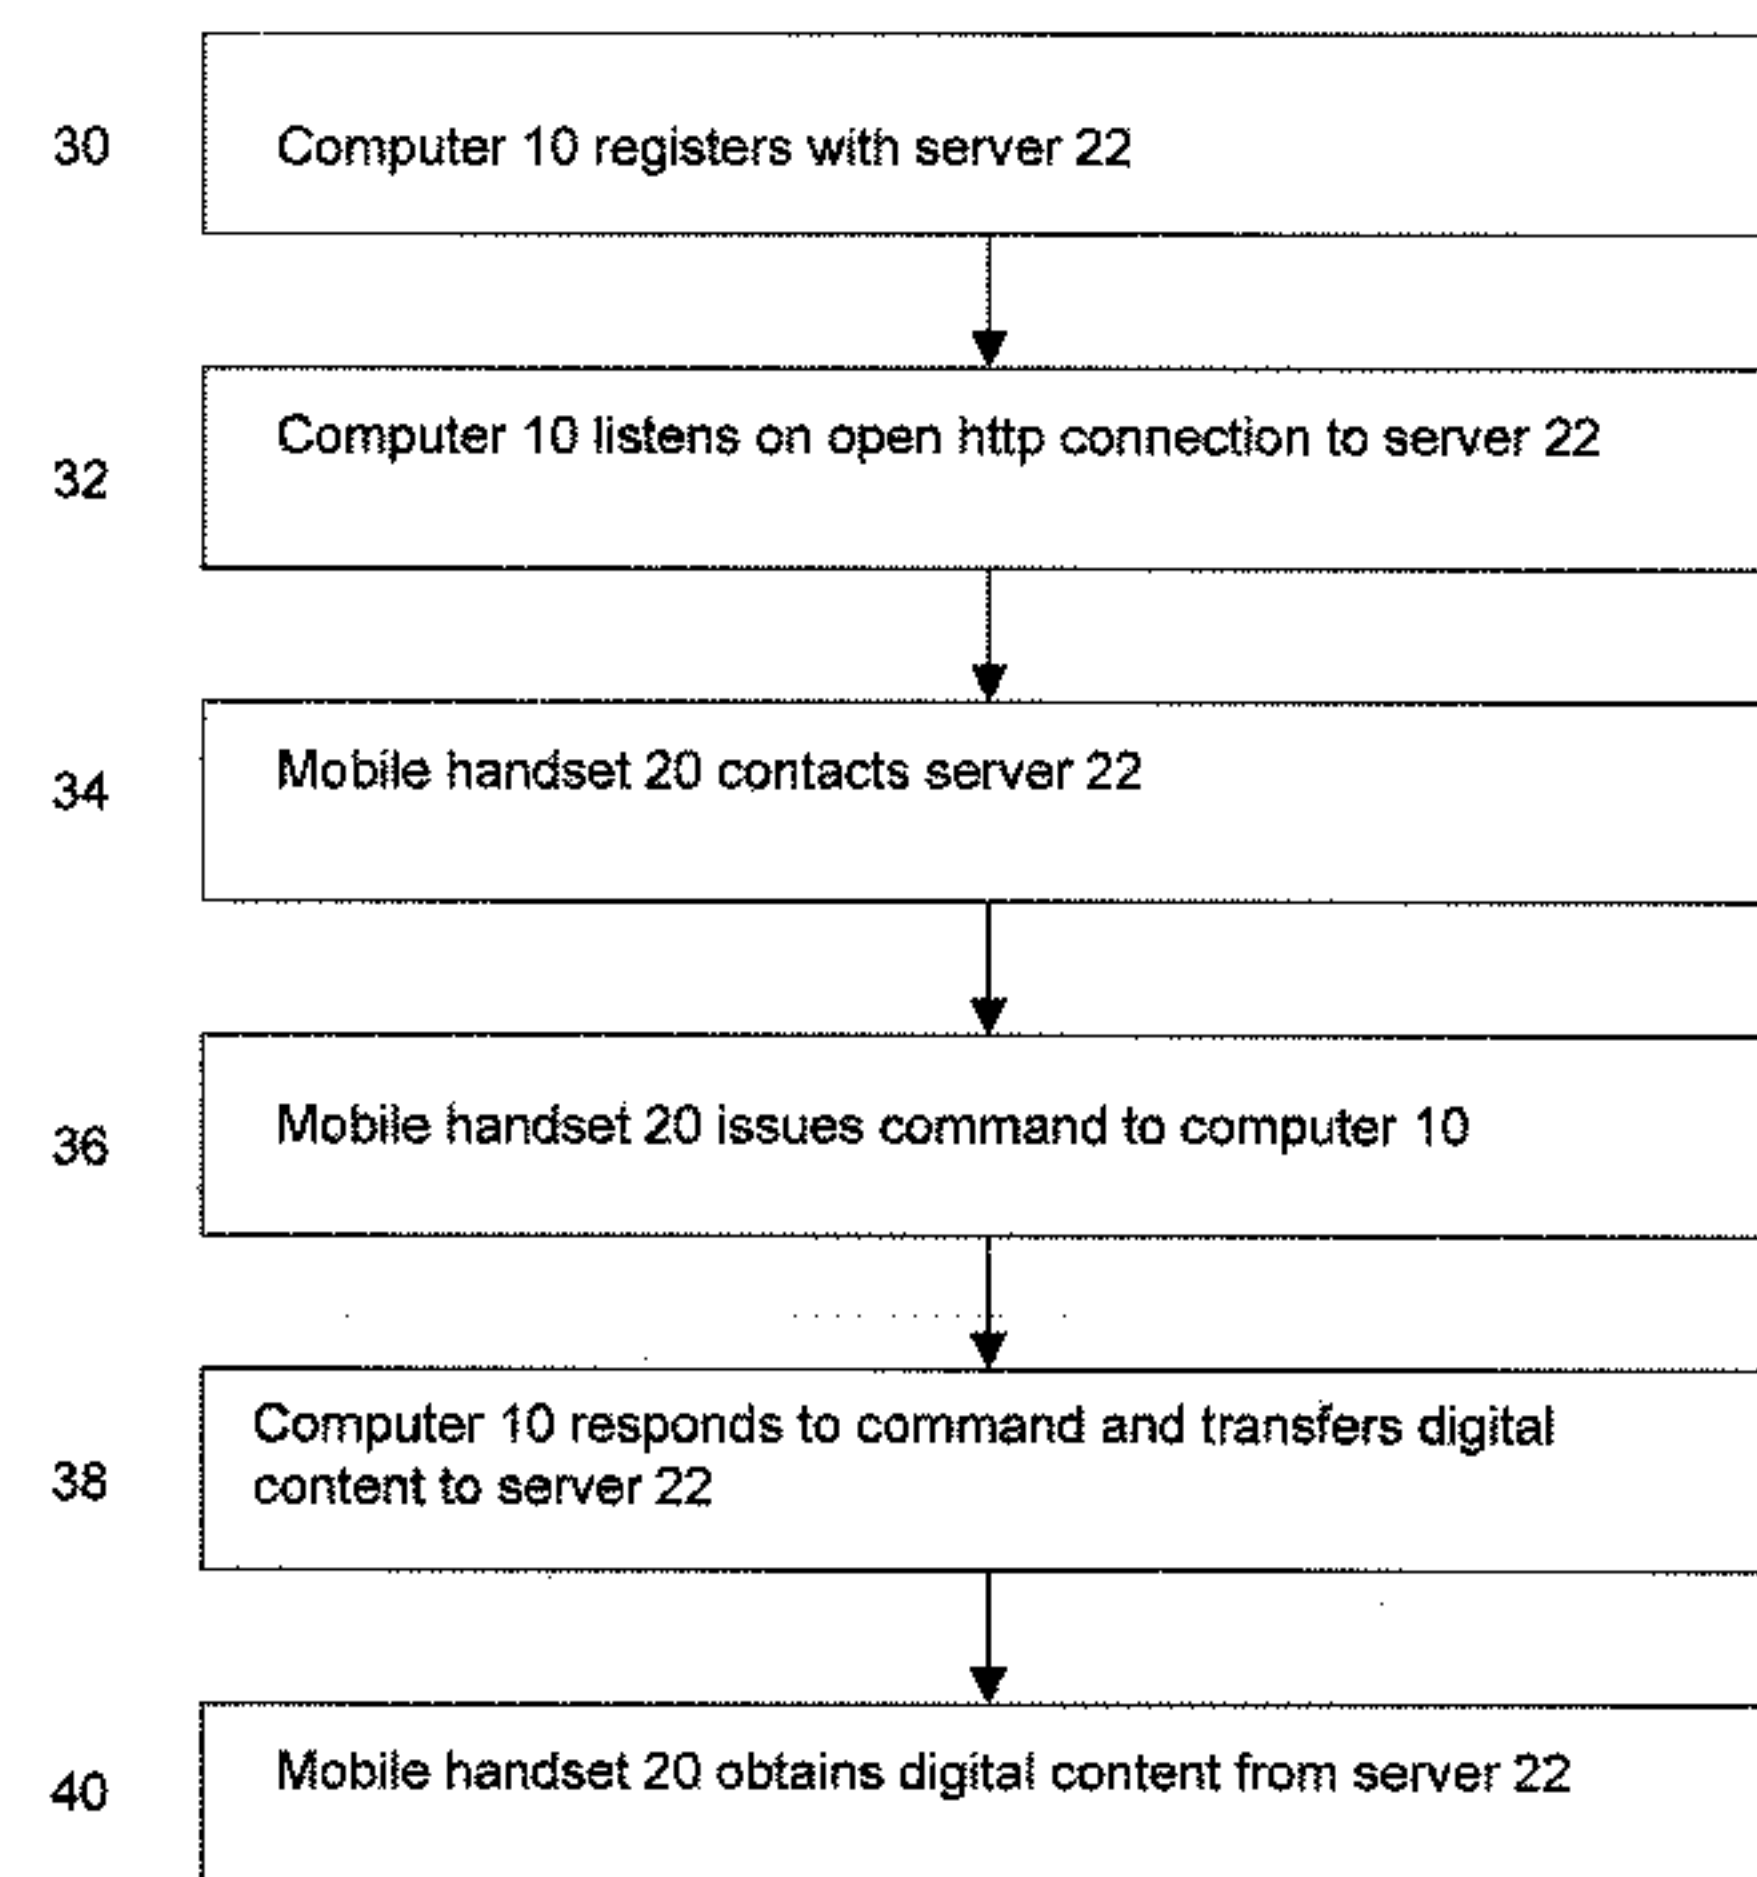 30
Computer 10 registers with server 22
32
Computer 10 listens on open http connection to server 22
34
Mobile handset 20 contacts server 22
36
Mobile handset 20 issues command to computer 10
38
Computer 10 responds to command and transfers digital
content to server 22
40
Mobile handset 20 obtains digital content from server 22